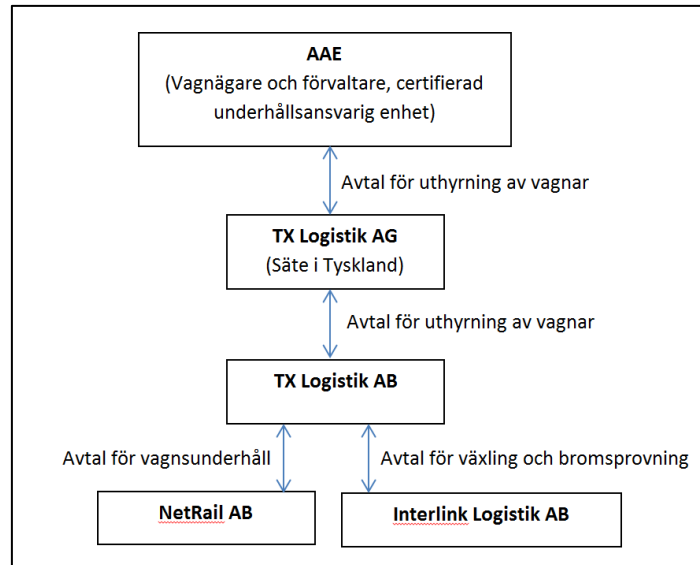 AAE
(Vagnägare och förvaltare, certifierad
underhållsansvarig enhet)
Avtal för uthyrning av vagnar
TX Logistik AG
(Säte i Tyskland)
Avtal för uthyrning av vagnar
TX Logistik AB
Avtal för vagnsunderhåll
Avtal för växling och bromsprovning
NetRail AB
Interlink Logistik AB